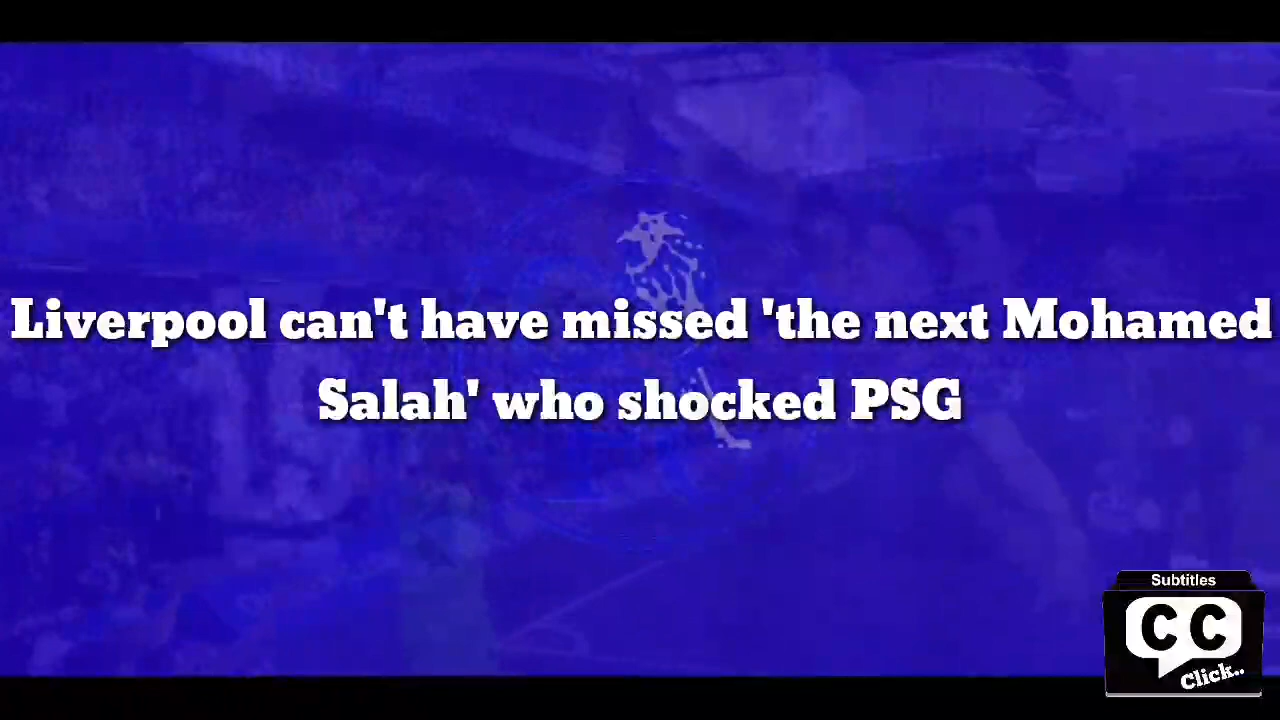 Liverpool can't have missed 'the next Mohamed
Salah' who shocked PSG
Subtitles
CC
Click..